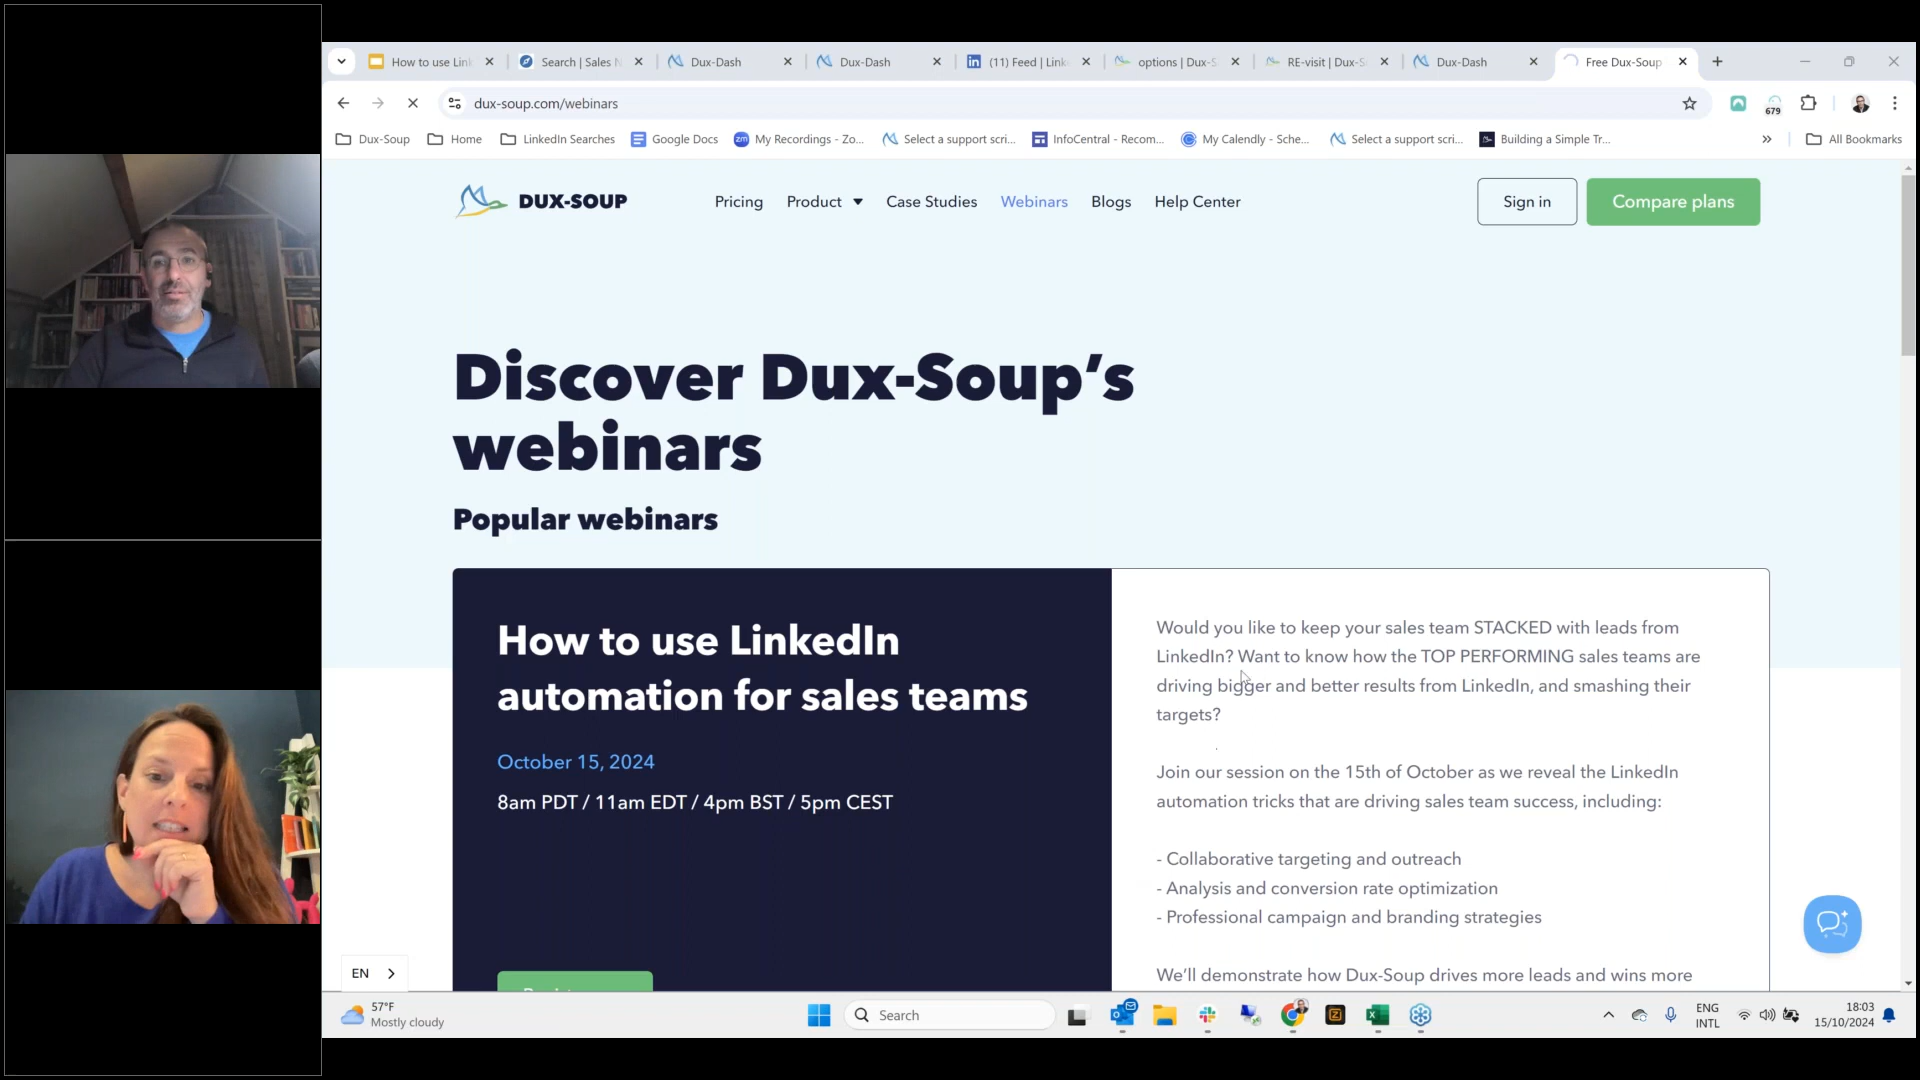 How to use Link
Search | Sales N
Dux-Dash
Dux-Dash
(11) Feed | Link
options | Dux-S
RE-visit | Dux-S
Dux-Dash
Free Dux-Soup
dux-soup.com/webinars
679
Dux-Soup
Home
LinkedIn Searches
Google Docs
zm
My Recordings - Zo...
Select a support scri...
InfoCentral - Recom...
My Calendly - Sche...
Select a support scri...
Building a Simple Tr...
All Bookmarks
DUX-SOUP
Pricing
Product
Case Studies
Webinars
Blogs
Help Center
Sign in
Compare plans
Discover Dux-Soup’s
webinars
Popular webinars
How to use LinkedIn
automation for sales teams
October 15, 2024
8am PDT / 11am EDT / 4pm BST / 5pm CEST
Would you like to keep your sales team STACKED with leads from
LinkedIn? Want to know how the TOP PERFORMING sales teams are
driving bigger and better results from LinkedIn, and smashing their
targets?
Join our session on the 15th of October as we reveal the LinkedIn
automation tricks that are driving sales team success, including:
- Collaborative targeting and outreach
- Analysis and conversion rate optimization
- Professional campaign and branding strategies
We’ll demonstrate how Dux-Soup drives more leads and wins more
EN
57°F
Mostly cloudy
Search
ENG
INTL
18:03
15/10/2024